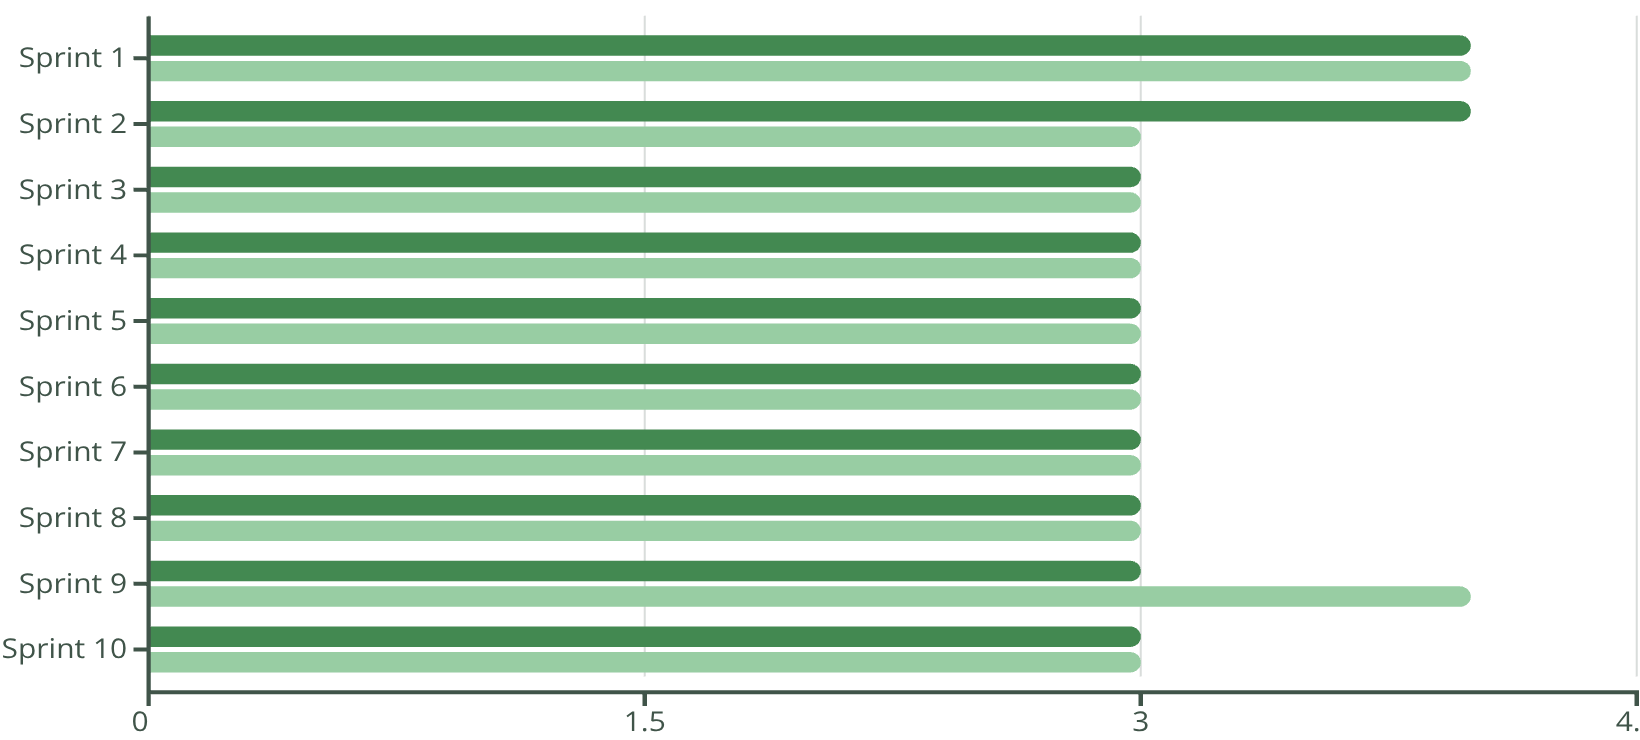 Sprint 1
Sprint 2
Sprint 3
Sprint 4
Sprint 5
Sprint 6
Sprint 7
Sprint 8
Sprint 9
Sprint 10
0 1.5 3 4.